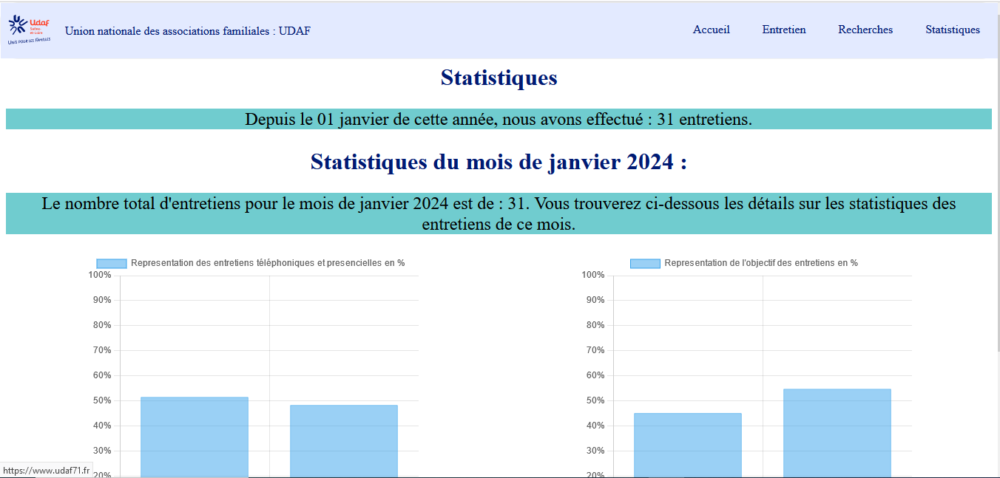 Udaf
Saône-
et-Loire
UNIS POUR LES FAMILLES
Union nationale des associations familiales : UDAF
Accueil
Entretien
Recherches
Statistiques
Statistiques
Depuis le 01 janvier de cette année, nous avons effectué : 31 entretiens.
Statistiques du mois de janvier 2024 :
Le nombre total d'entretiens pour le mois de janvier 2024 est de : 31. Vous trouverez ci-dessous les détails sur les statistiques des
entretiens de ce mois.
Representation des entretiens téléphoniques et presencielles en %
100%
90%
80%
70%
60%
50%
40%
30%
20%
Representation de l'objectif des entretiens en %
100%
90%
80%
70%
60%
50%
40%
30%
20%
https://www.udaf71.fr